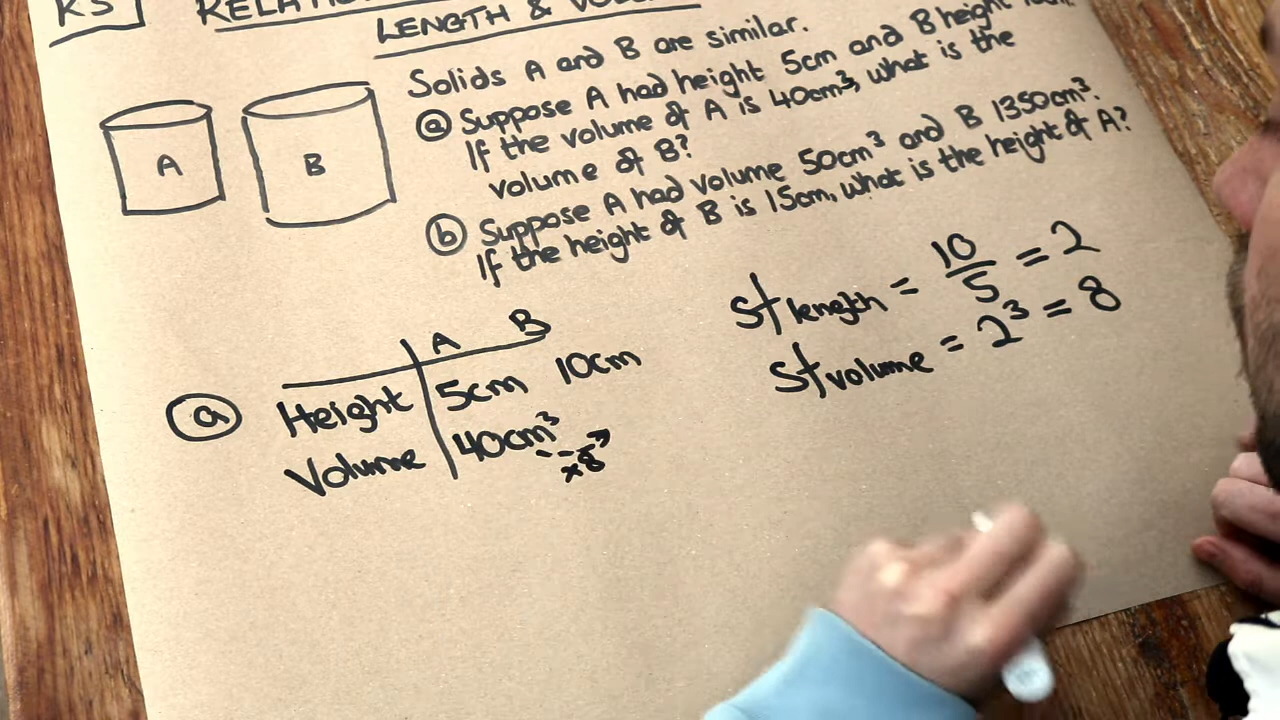 LENGTH &
Solids A and B are similar.
ⓐ Suppose A had height 5cm and B height
If the volume of A is 40cm³, what is the
volume of B?
ⓑ Suppose A had volume 50cm³ and B 1350cm³.
If the height of B is 15cm, what is the height of A?
A
B
sf length = 10/5 = 2
sf volume = 2³ = 8
A B
ⓐ Height 5cm 10cm
Volume 40cm³
×8